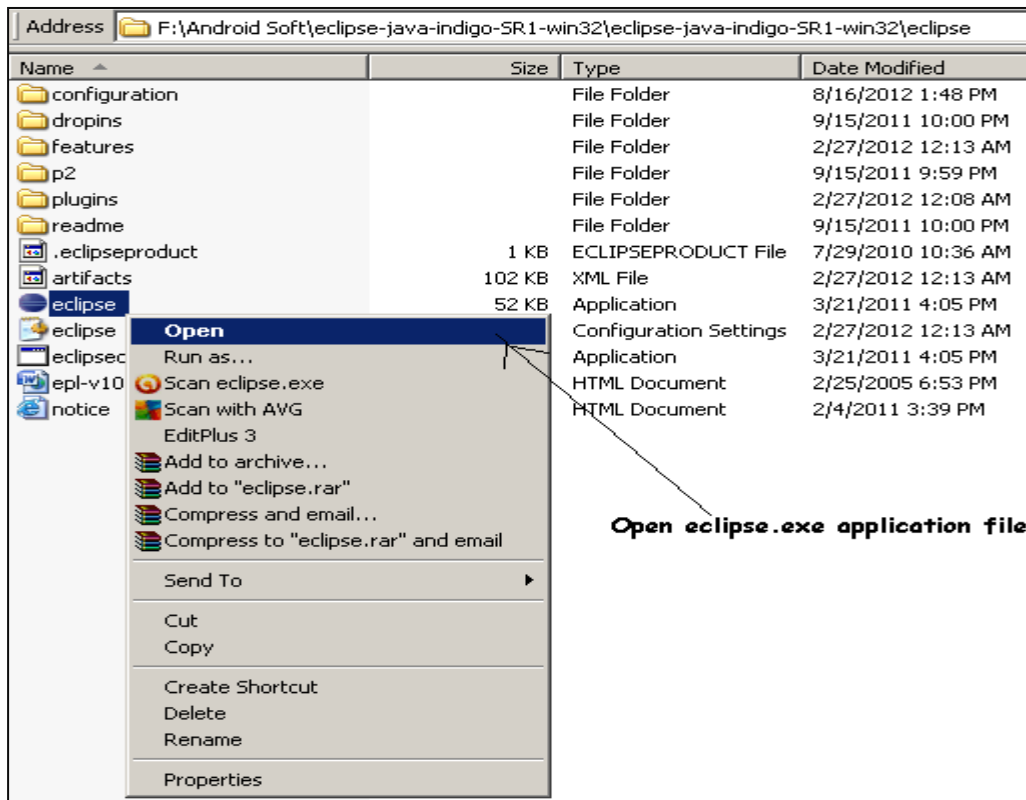 Address F:\Android Soft\eclipse-java-indigo-SR1-win32\eclipse-java-indigo-SR1-win32\eclipse
Name Size Type Date Modified
configuration File Folder 8/16/2012 1:48 PM
dropins File Folder 9/15/2011 10:00 PM
features File Folder 2/27/2012 12:13 AM
p2 File Folder 9/15/2011 9:59 PM
plugins File Folder 2/27/2012 12:08 AM
readme File Folder 9/15/2011 10:00 PM
.eclipseproduct 1 KB ECLIPSEPRODUCT File 7/29/2010 10:36 AM
artifacts 102 KB XML File 2/27/2012 12:13 AM
eclipse 52 KB Application 3/21/2011 4:05 PM
eclipse Configuration Settings 2/27/2012 12:13 AM
eclipsec Application 3/21/2011 4:05 PM
epl-v10 HTML Document 2/25/2005 6:53 PM
notice HTML Document 2/4/2011 3:39 PM
Open
Run as...
Scan eclipse.exe
Scan with AVG
EditPlus 3
Add to archive...
Add to "eclipse.rar"
Compress and email...
Compress to "eclipse.rar" and email
Send To
Cut
Copy
Create Shortcut
Delete
Rename
Properties
Open eclipse.exe application file